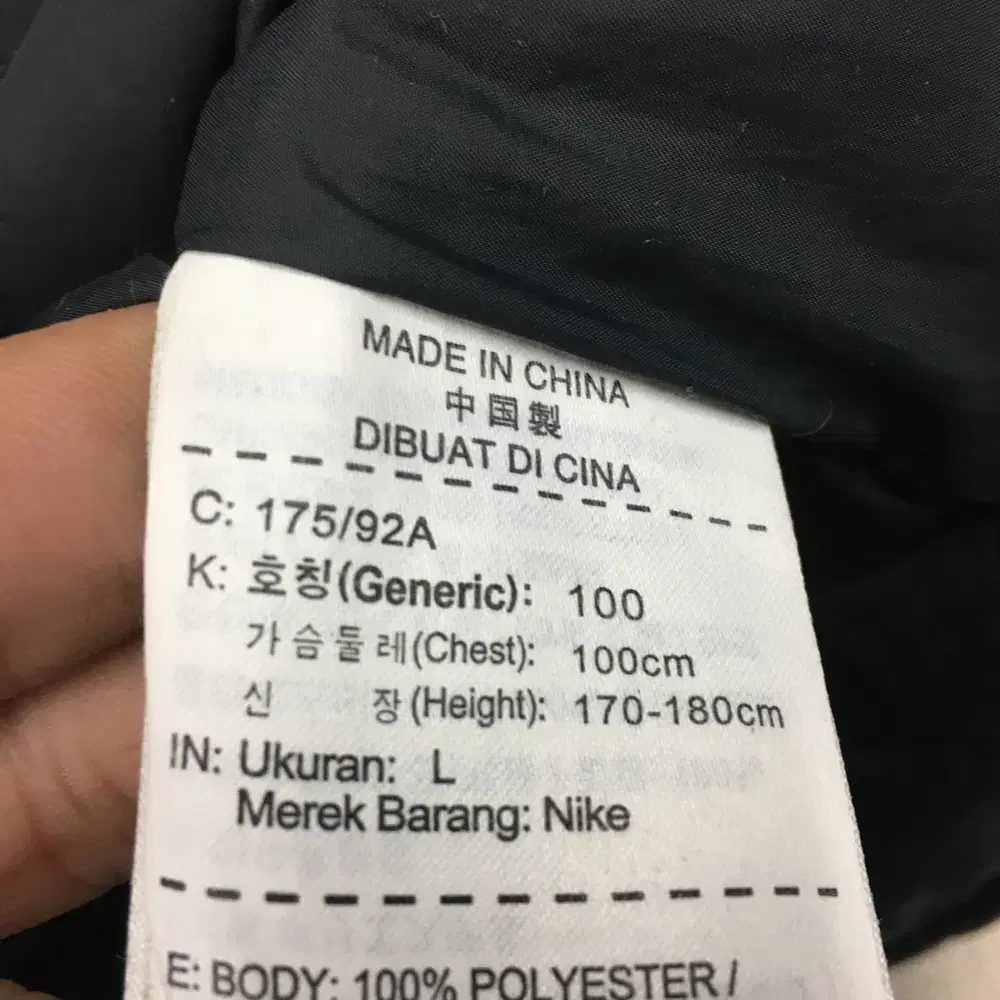 MADE IN CHINA
中国製
DIBUAT DI CINA
C: 175/92A
K: 호칭(Generic): 100
가슴둘레(Chest): 100cm
신 장(Height): 170-180cm
IN: Ukuran: L
Merek Barang: Nike
E: BODY: 100% POLYESTER /